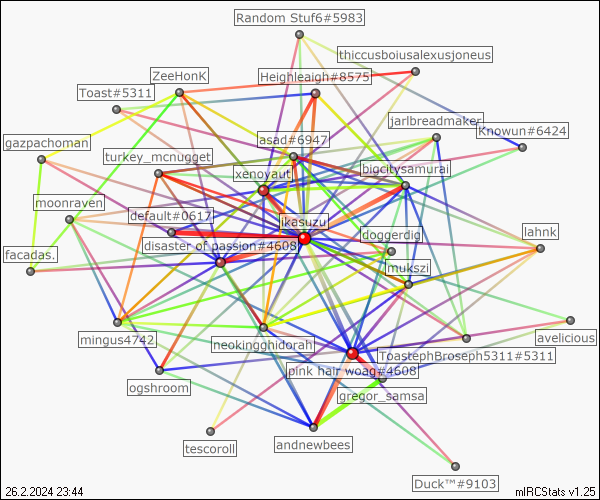 Random Stuf6#5983
thiccusboiusalexusjoneus
ZeeHonK
Heighleaigh#8575
Toast#5311
jarlbreadmaker
Knowun#6424
asad#6947
gazpachoman
turkey_mcnugget
bigcitysamurai
xenoyaut
moonraven
default#0617
ikasuzu
doggerdig
lahnk
disaster of passion#4608
facadas.
mukszi
mingus4742
neokingghidorah
avelicious
ToastephBroseph5311#5311
pink hair woag#4608
ogshroom
gregor_samsa
tescoroll
andnewbees
Duck™#9103
26.2.2024 23:44
mIRCStats v1.25